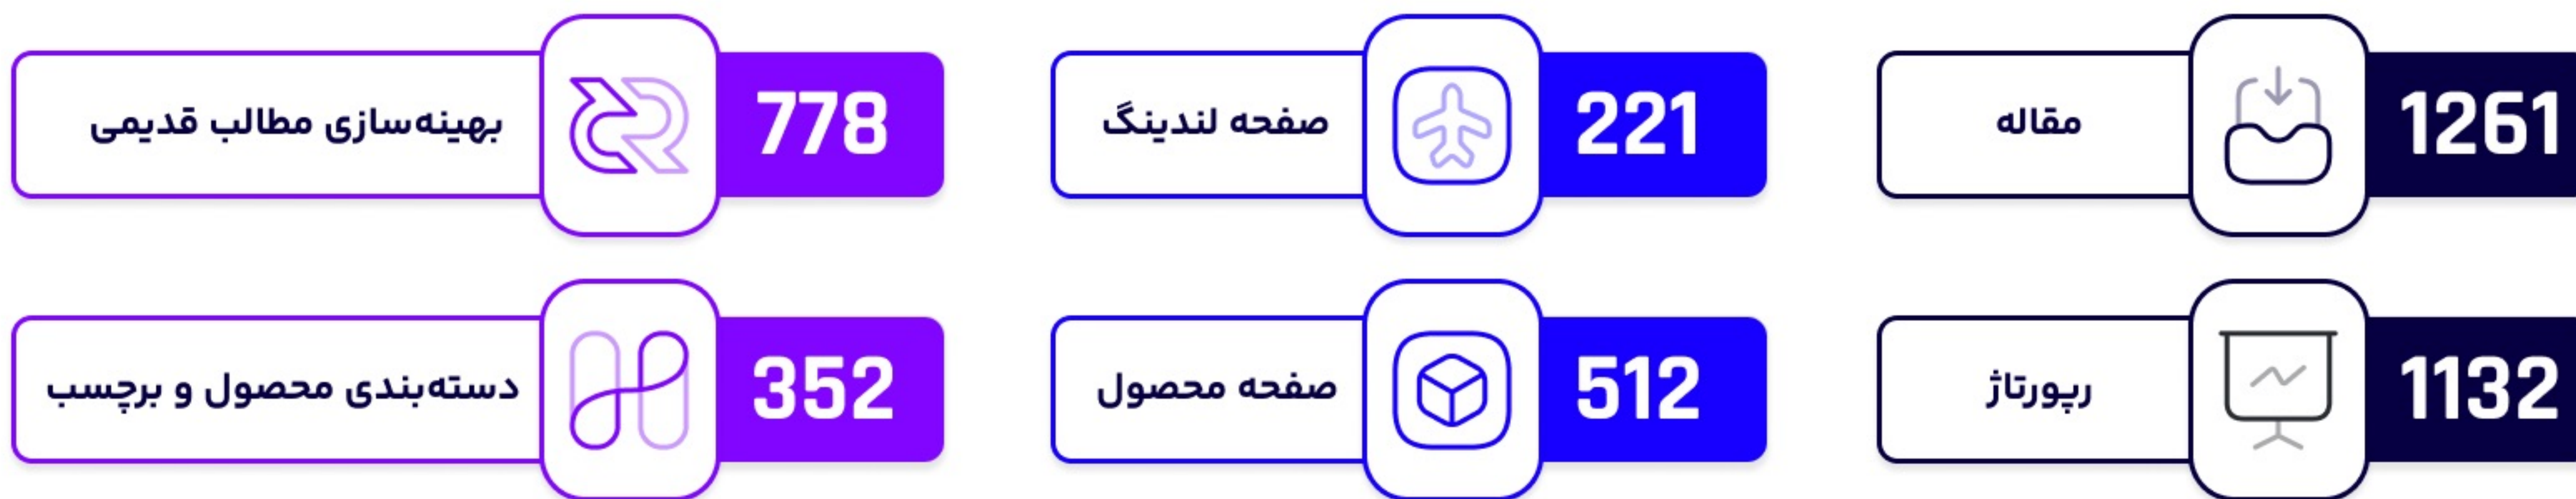 1261 مقاله
221 صفحه لندینگ
778 بهینه‌سازی مطالب قدیمی
1132 رپورتاژ
512 صفحه محصول
352 دسته‌بندی محصول و برچسب